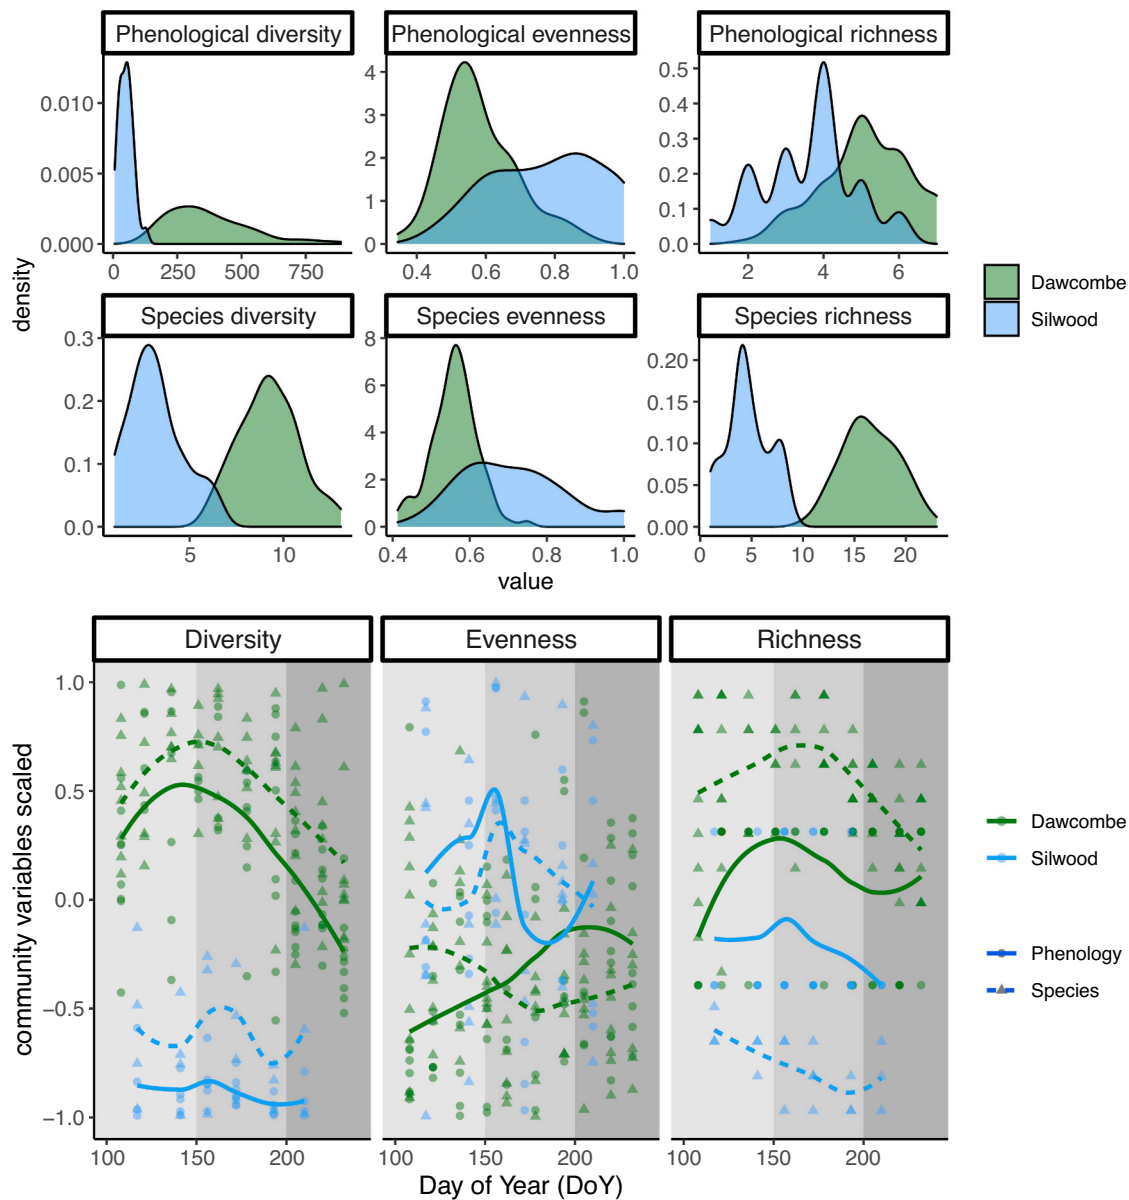 Phenological diversity
Phenological evenness
Phenological richness
0.010
0.005
0.000
0 250 500 750
4
3
2
1
0
0.4 0.6 0.8 1.0
0.5
0.4
0.3
0.2
0.1
0.0
2 4 6
density
Dawcombe
Silwood
Species diversity
Species evenness
Species richness
0.3
0.2
0.1
0.0
5 10
8
6
4
2
0
0.4 0.6 0.8 1.0
0.20
0.15
0.10
0.05
0.00
0 5 10 15 20
value
Diversity
Evenness
Richness
1.0
0.5
0.0
−0.5
−1.0
community variables scaled
100 150 200
100 150 200
100 150 200
Day of Year (DoY)
Dawcombe
Silwood
Phenology
Species